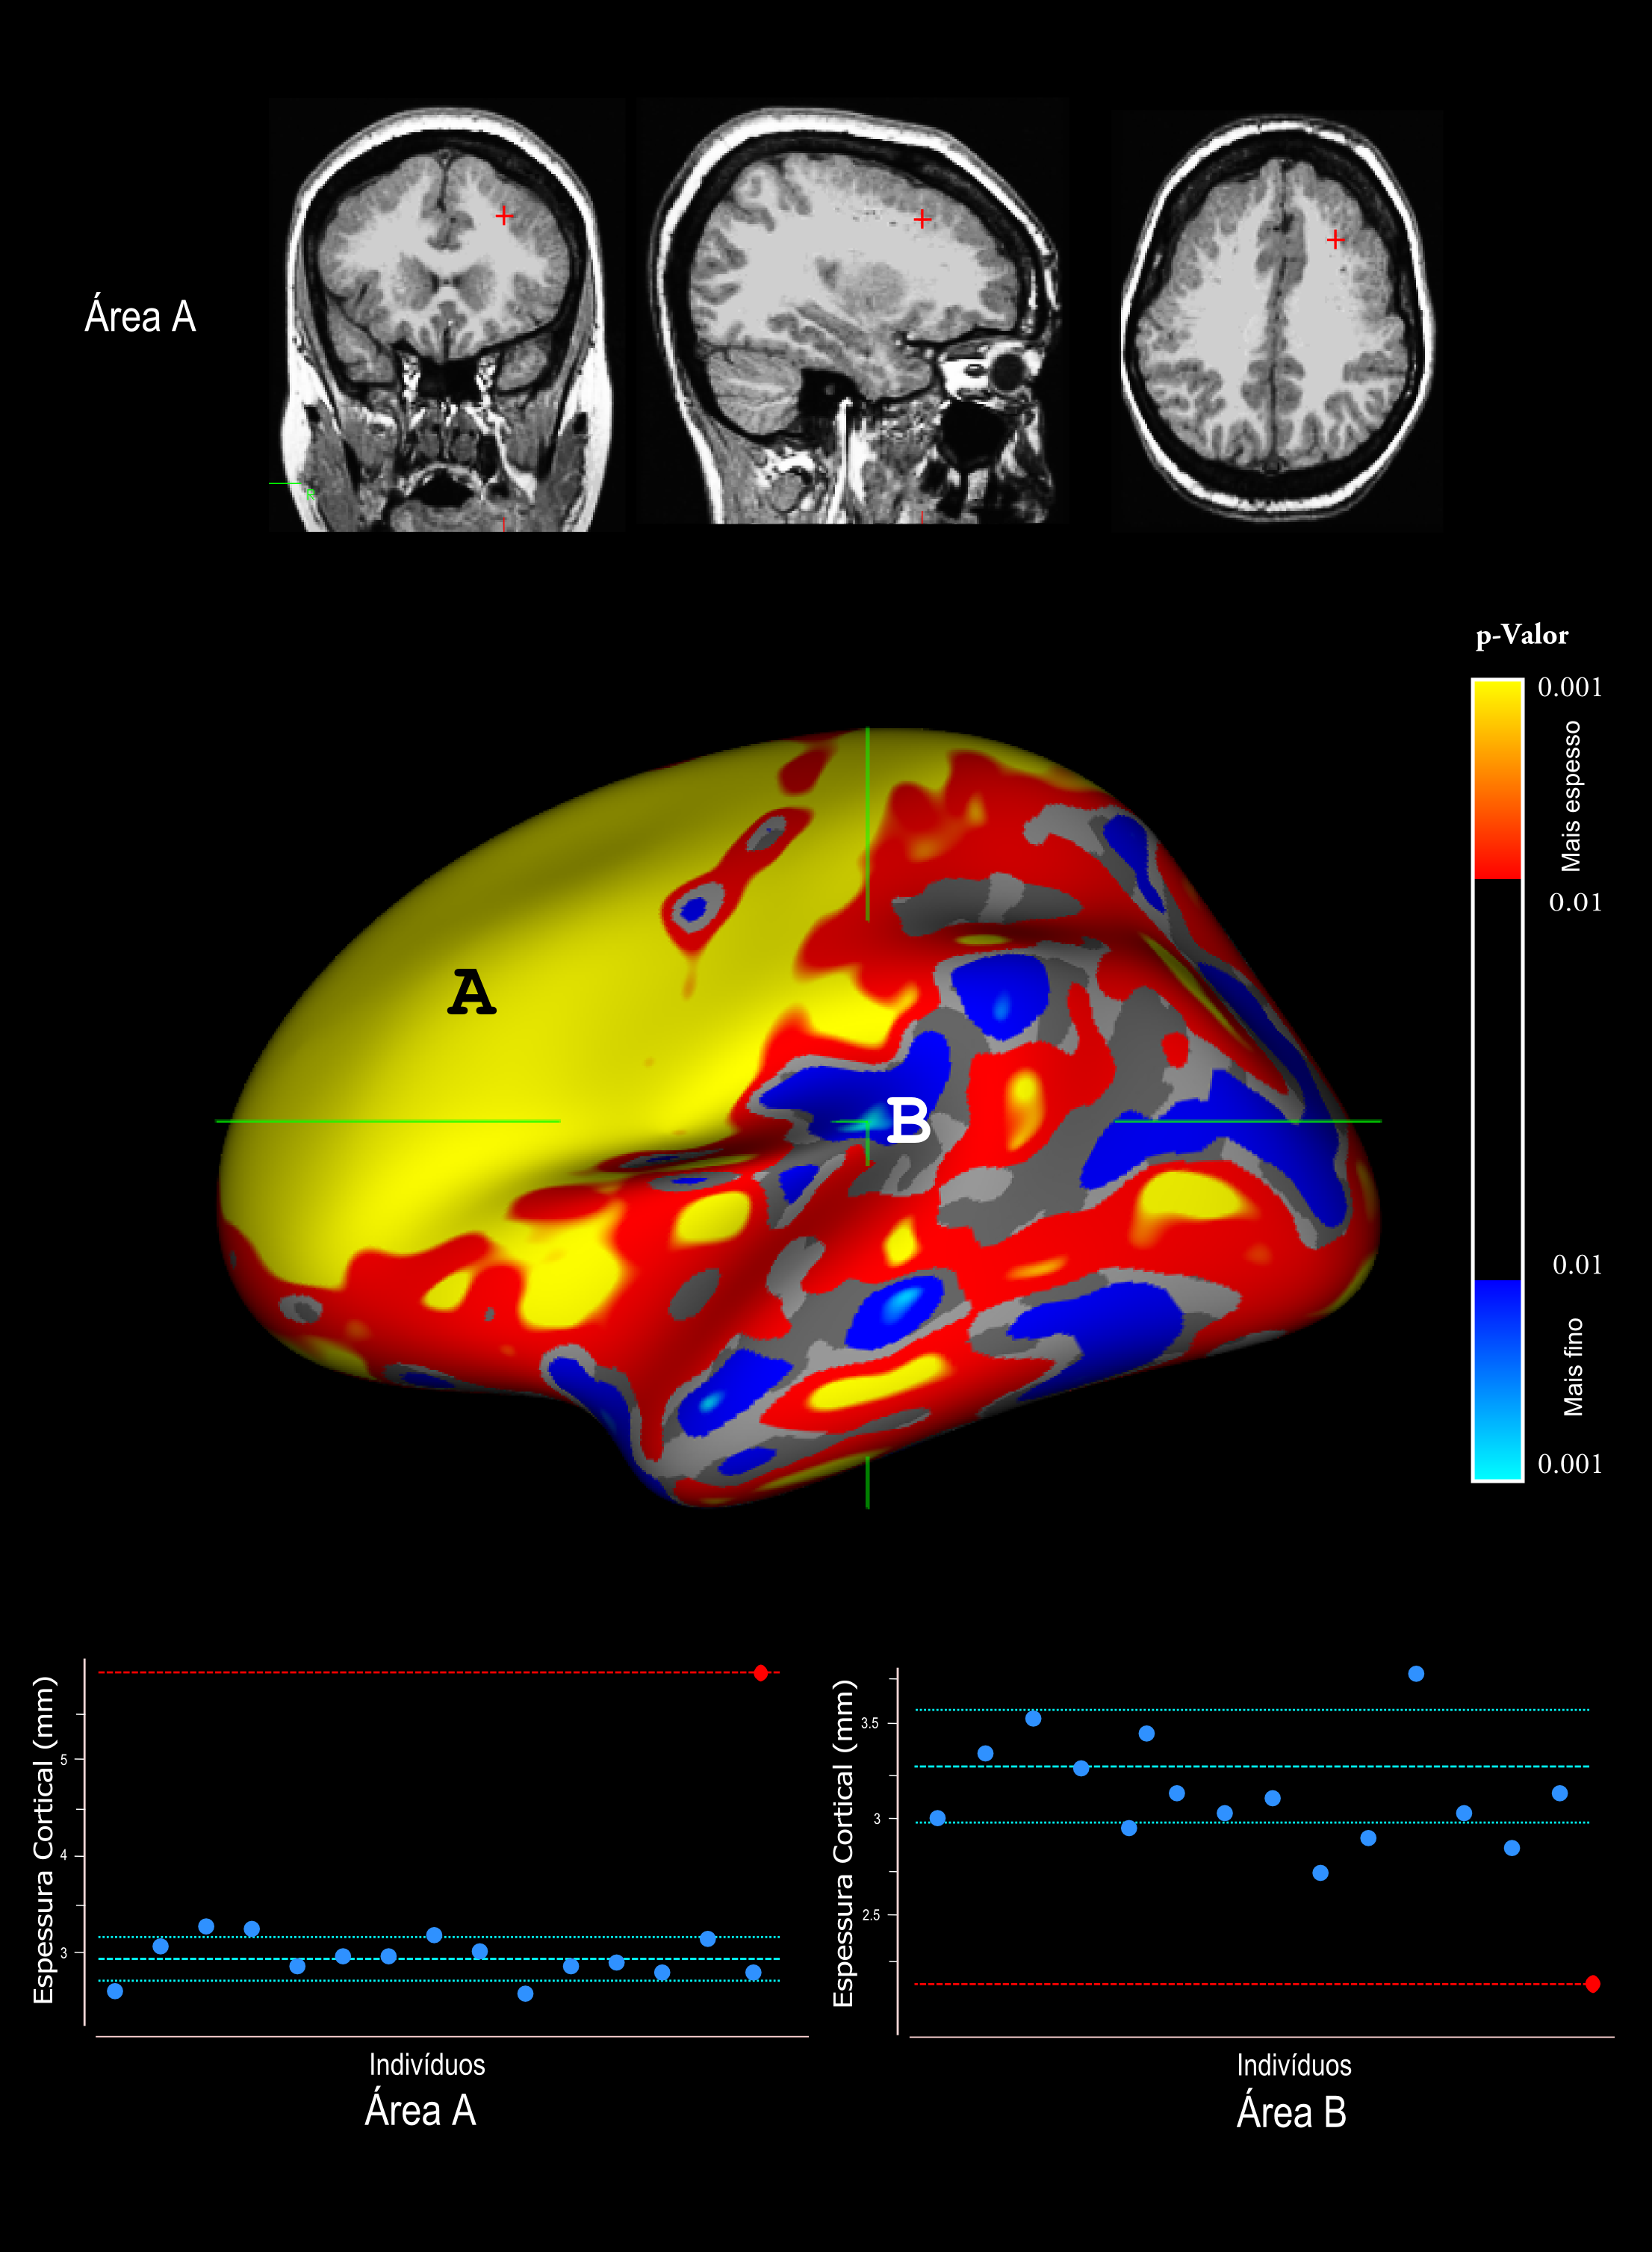 Área A
p-Valor
0.001
Mais espesso
0.01
A
B
0.01
Mais fino
0.001
Espessura Cortical (mm)
5
4
3
Indivíduos
Área A
Espessura Cortical (mm)
3.5
3
2.5
Indivíduos
Área B